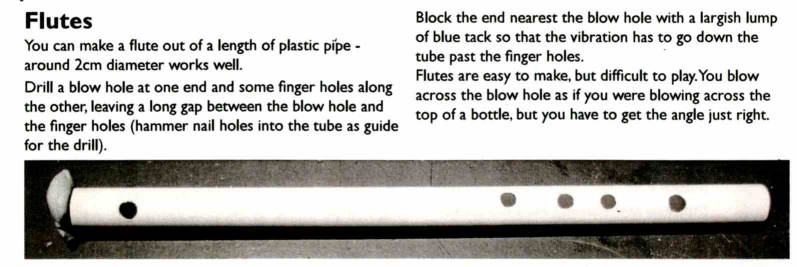 Flutes
You can make a flute out of a length of plastic pipe -
around 2cm diameter works well.
Drill a blow hole at one end and some finger holes along
the other, leaving a long gap between the blow hole and
the finger holes (hammer nail holes into the tube as guide
for the drill).
Block the end nearest the blow hole with a largish lump
of blue tack so that the vibration has to go down the
tube past the finger holes.
Flutes are easy to make, but difficult to play. You blow
across the blow hole as if you were blowing across the
top of a bottle, but you have to get the angle just right.